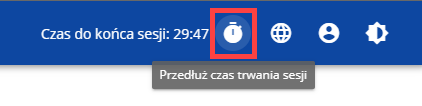 Czas do końca sesji: 29:47
Przedłuż czas trwania sesji